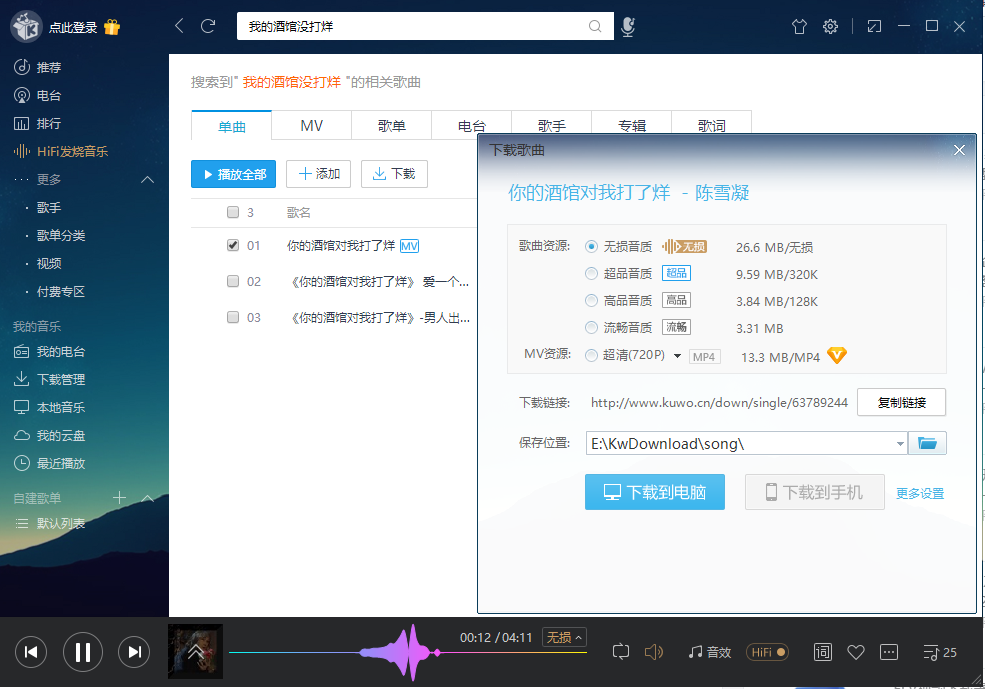 点此登录
我的酒馆没打烊
推荐
电台
排行
HiFi发烧音乐
更多
歌手
歌单分类
视频
付费专区
我的音乐
我的电台
下载管理
本地音乐
我的云盘
最近播放
自建歌单
默认列表
搜索到" 我的酒馆没打烊 "的相关歌曲
单曲 MV 歌单 电台 歌手 专辑 歌词
播放全部 添加 下载
3 歌名
01 你的酒馆对我打了烊 MV
02 《你的酒馆对我打了烊》 爱一个...
03 《你的酒馆对我打了烊》-男人出...
下载歌曲
你的酒馆对我打了烊 - 陈雪凝
歌曲资源: 无损音质 无损 26.6 MB/无损
超品音质 超品 9.59 MB/320K
高品音质 高品 3.84 MB/128K
流畅音质 流畅 3.31 MB
MV资源: 超清(720P) MP4 13.3 MB/MP4
下载链接: http://www.kuwo.cn/down/single/63789244 复制链接
保存位置: E:\KwDownload\song\
下载到电脑 下载到手机 更多设置
00:12 / 04:11 无损
音效 HiFi 词 25